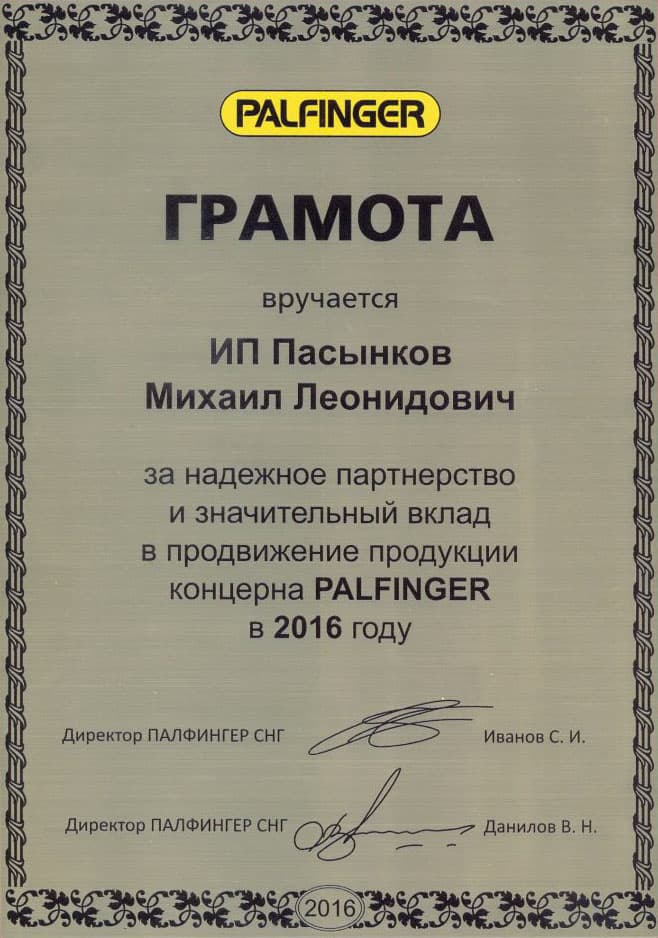 PALFINGER
ГРАМОТА
вручается
ИП Пасынков
Михаил Леонидович
за надежное партнерство
и значительный вклад
в продвижение продукции
концерна PALFINGER
в 2016 году
Директор ПАЛФИНГЕР СНГ Иванов С. И.
Директор ПАЛФИНГЕР СНГ Данилов В. Н.
2016